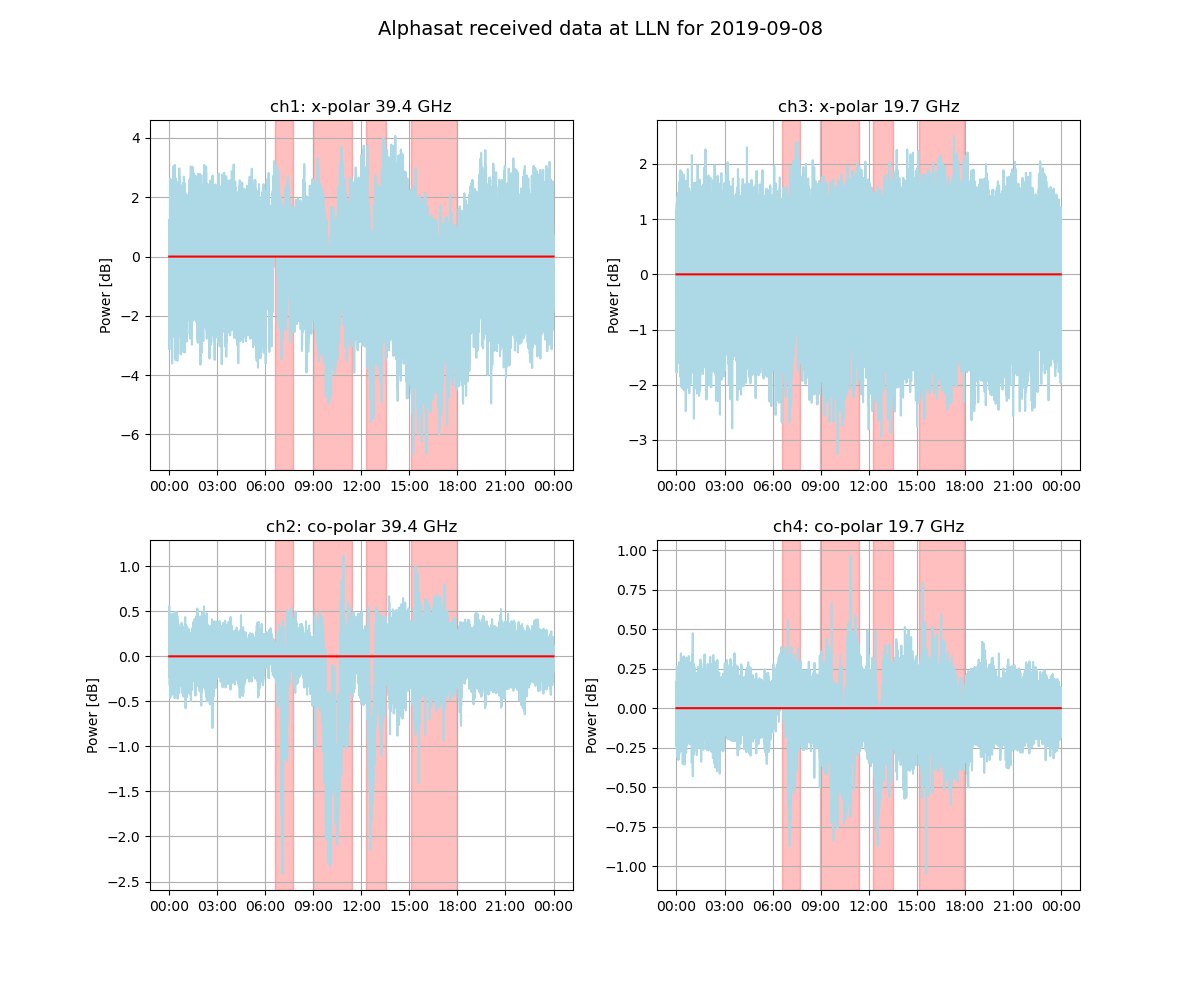 Alphasat received data at LLN for 2019-09-08
ch1: x-polar 39.4 GHz
Power [dB]
4
2
0
−2
−4
−6
00:00 03:00 06:00 09:00 12:00 15:00 18:00 21:00 00:00
ch3: x-polar 19.7 GHz
Power [dB]
2
1
0
−1
−2
−3
00:00 03:00 06:00 09:00 12:00 15:00 18:00 21:00 00:00
ch2: co-polar 39.4 GHz
Power [dB]
1.0
0.5
0.0
−0.5
−1.0
−1.5
−2.0
−2.5
00:00 03:00 06:00 09:00 12:00 15:00 18:00 21:00 00:00
ch4: co-polar 19.7 GHz
Power [dB]
1.00
0.75
0.50
0.25
0.00
−0.25
−0.50
−0.75
−1.00
00:00 03:00 06:00 09:00 12:00 15:00 18:00 21:00 00:00